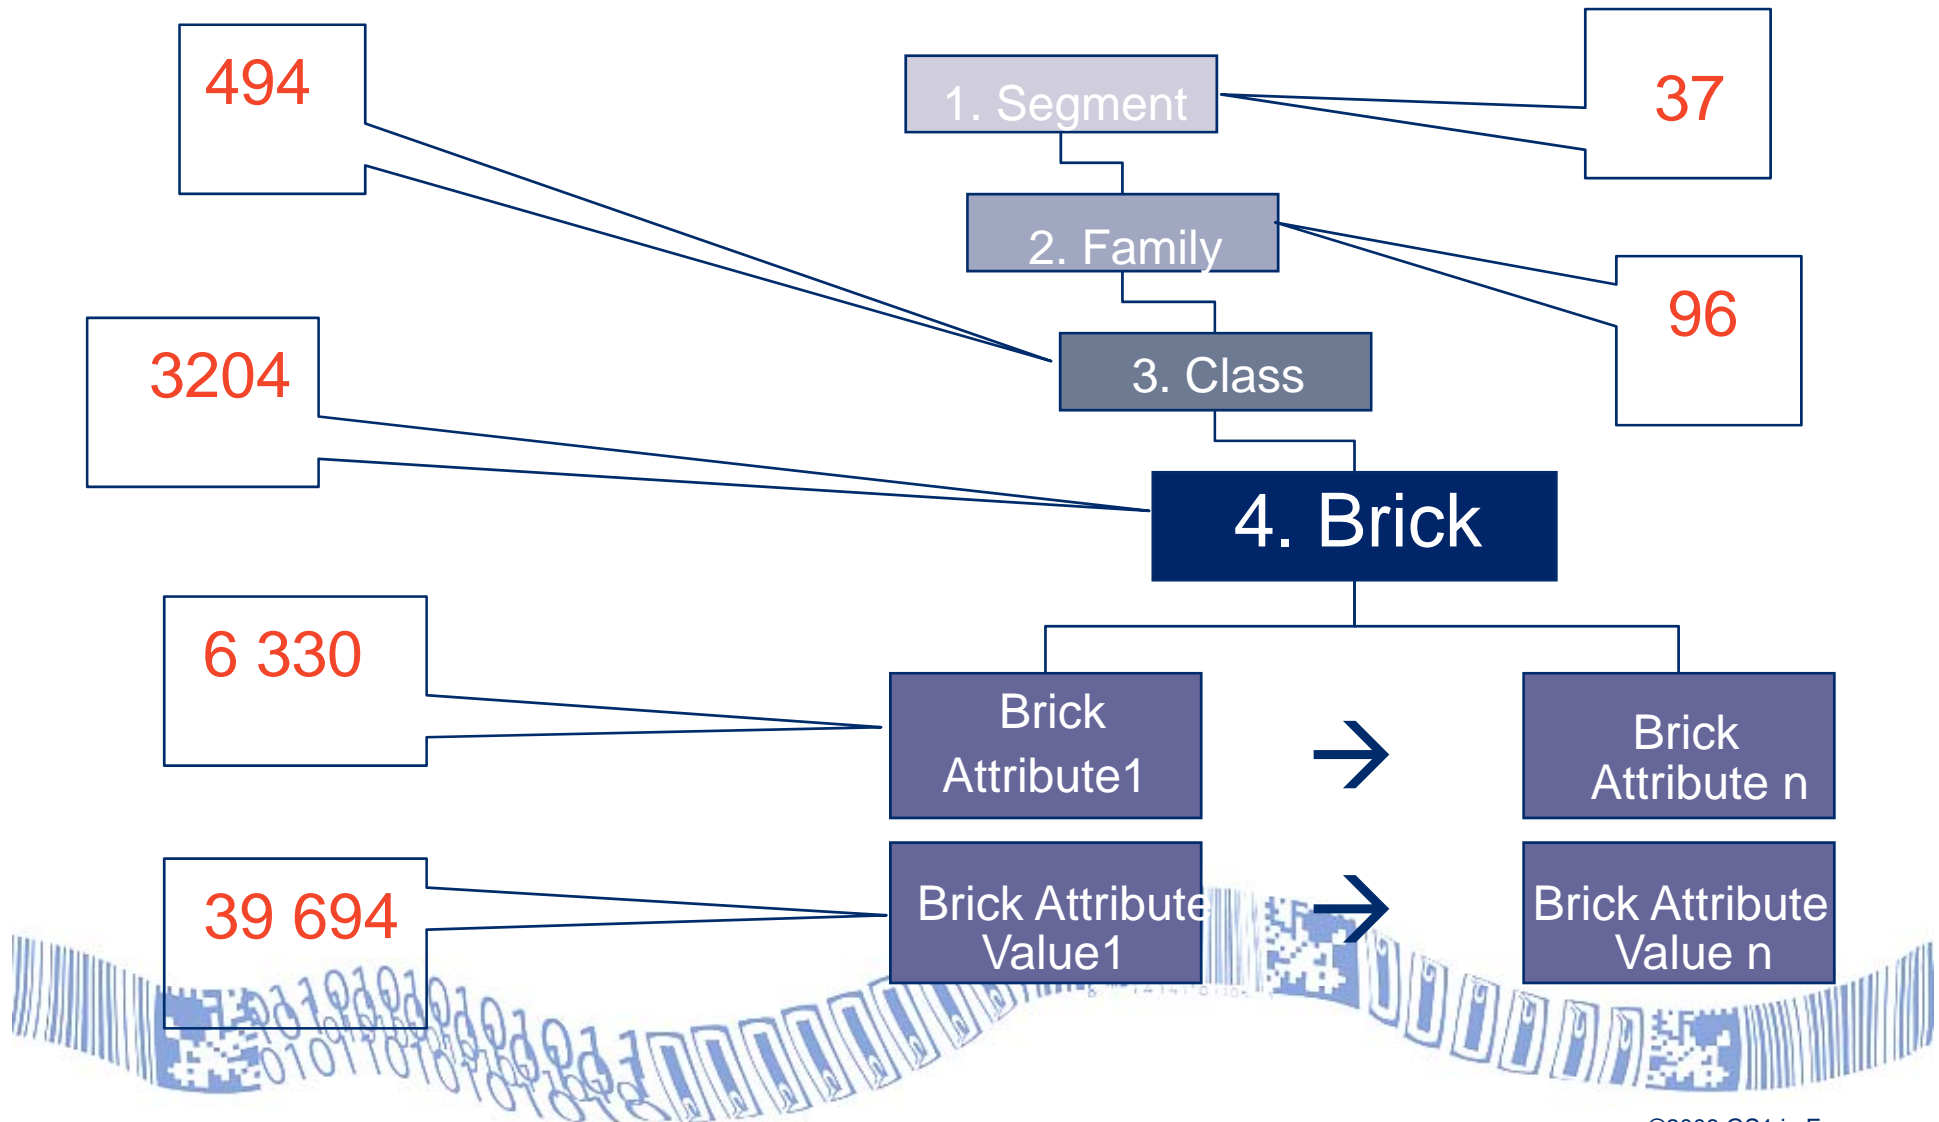 494
1. Segment
37
2. Family
96
3204
3. Class
4. Brick
6 330
Brick
Attribute1
Brick
Attribute n
39 694
Brick Attribute
Value1
Brick Attribute
Value n